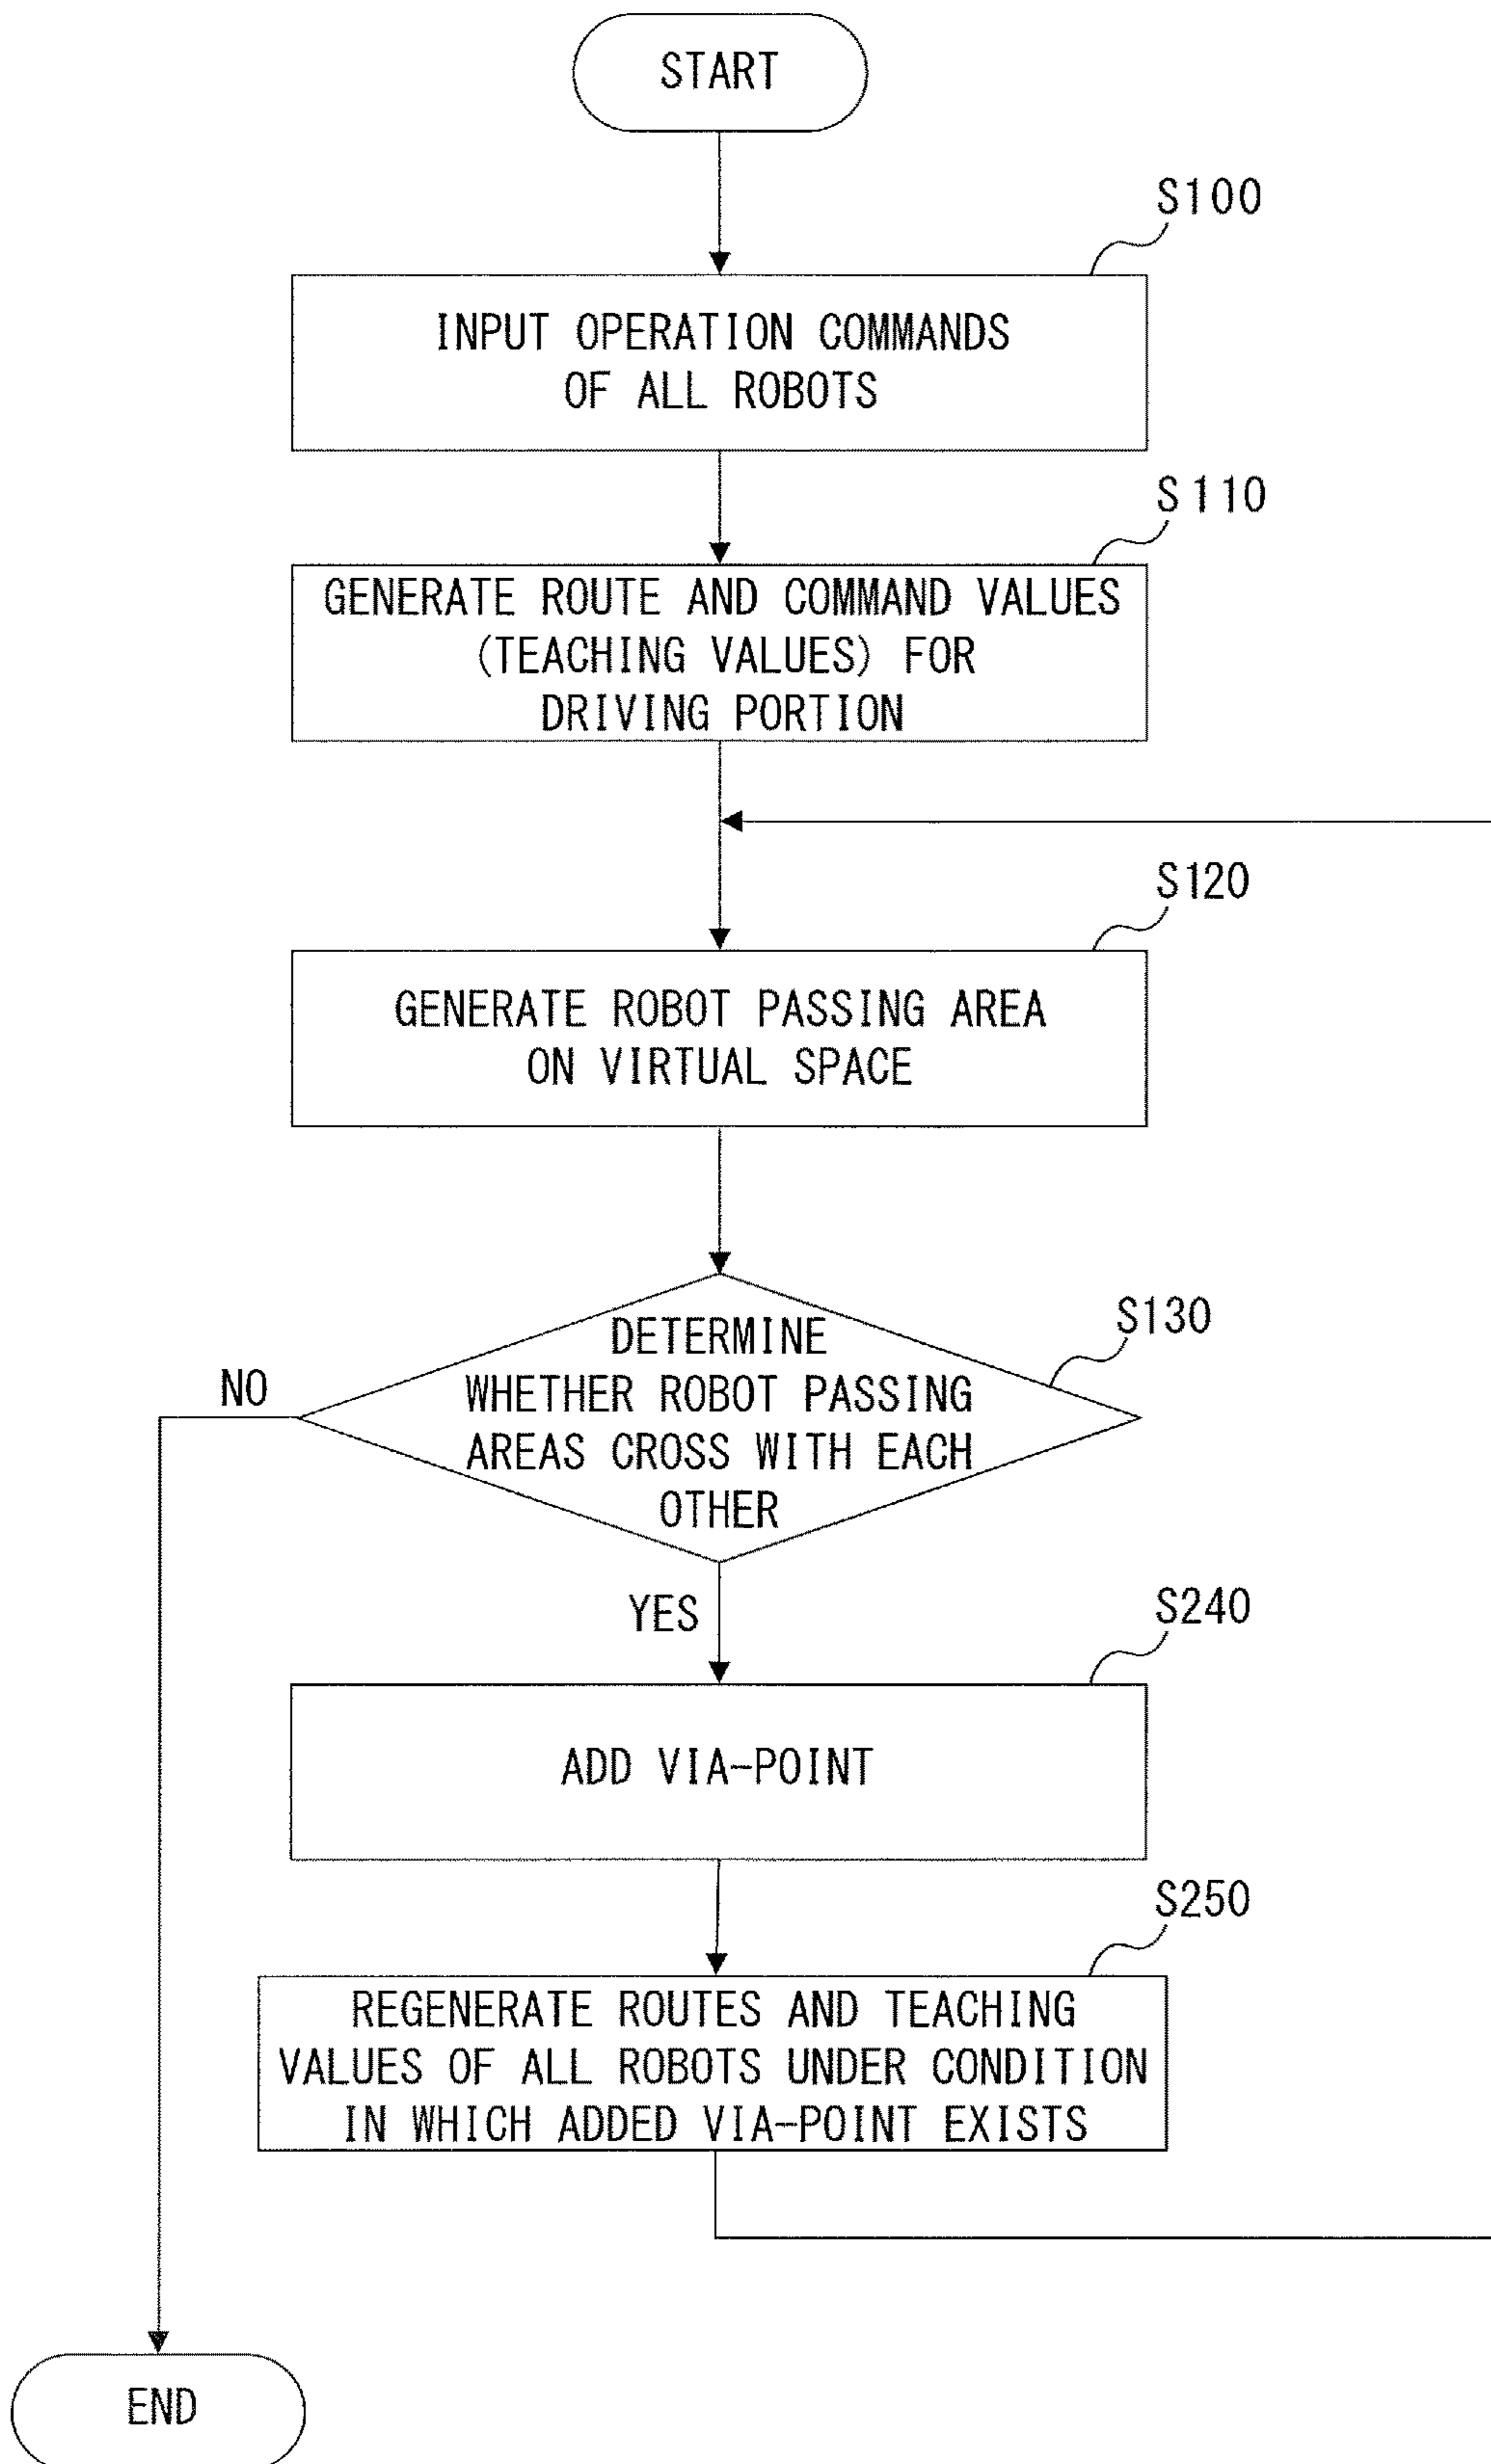 START
S100
INPUT OPERATION COMMANDS
OF ALL ROBOTS
S110
GENERATE ROUTE AND COMMAND VALUES
(TEACHING VALUES) FOR
DRIVING PORTION
S120
GENERATE ROBOT PASSING AREA
ON VIRTUAL SPACE
S130
DETERMINE
WHETHER ROBOT PASSING
AREAS CROSS WITH EACH
OTHER
NO
YES
S240
ADD VIA-POINT
S250
REGENERATE ROUTES AND TEACHING
VALUES OF ALL ROBOTS UNDER CONDITION
IN WHICH ADDED VIA-POINT EXISTS
END